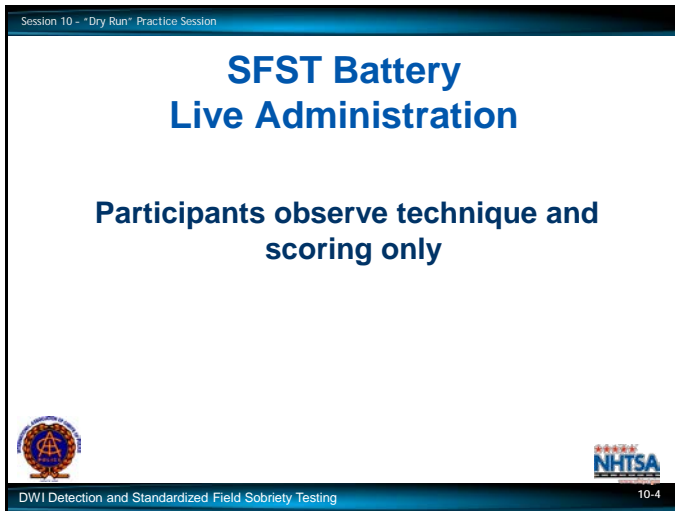 Session 10 - "Dry Run" Practice Session
SFST Battery
Live Administration
Participants observe technique and
scoring only
NHTSA
DWI Detection and Standardized Field Sobriety Testing
10-4